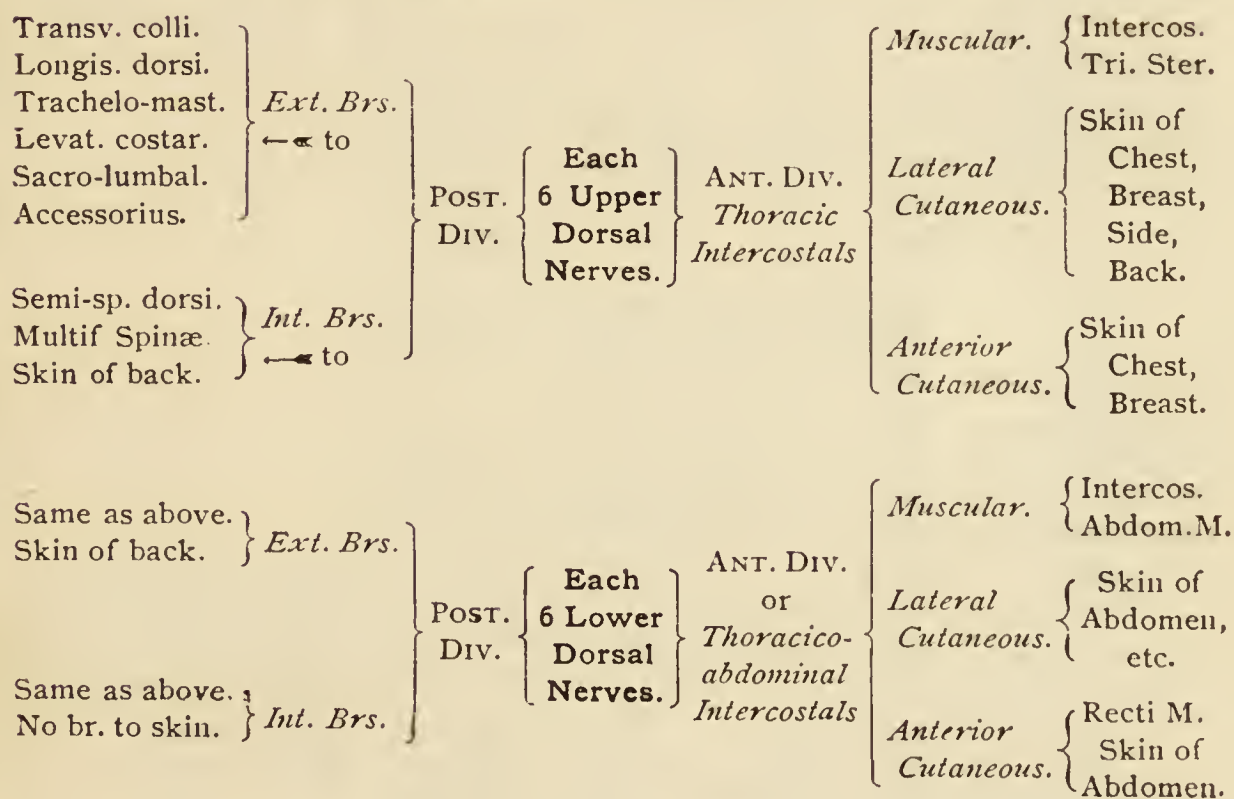 Transv. colli.
Longis. dorsi.
Trachelo-mast.
Levat. costar.
Sacro-lumbal.
Accessorius.
Ext. Brs.
to
Semi-sp. dorsi.
Multif Spinæ.
Skin of back.
Int. Brs.
to
POST.
DIV.
Each
6 Upper
Dorsal
Nerves.
ANT. DIV.
Thoracic
Intercostals
Muscular.
Intercos.
Tri. Ster.
Lateral
Cutaneous.
Skin of
Chest,
Breast,
Side,
Back.
Anterior
Cutaneous.
Skin of
Chest,
Breast.
Same as above.
Skin of back.
Ext. Brs.
Same as above.
No br. to skin.
Int. Brs.
POST.
DIV.
Each
6 Lower
Dorsal
Nerves.
ANT. DIV.
or
Thoracico-
abdominal
Intercostals
Muscular.
Intercos.
Abdom.M.
Lateral
Cutaneous.
Skin of
Abdomen,
etc.
Anterior
Cutaneous.
Recti M.
Skin of
Abdomen.